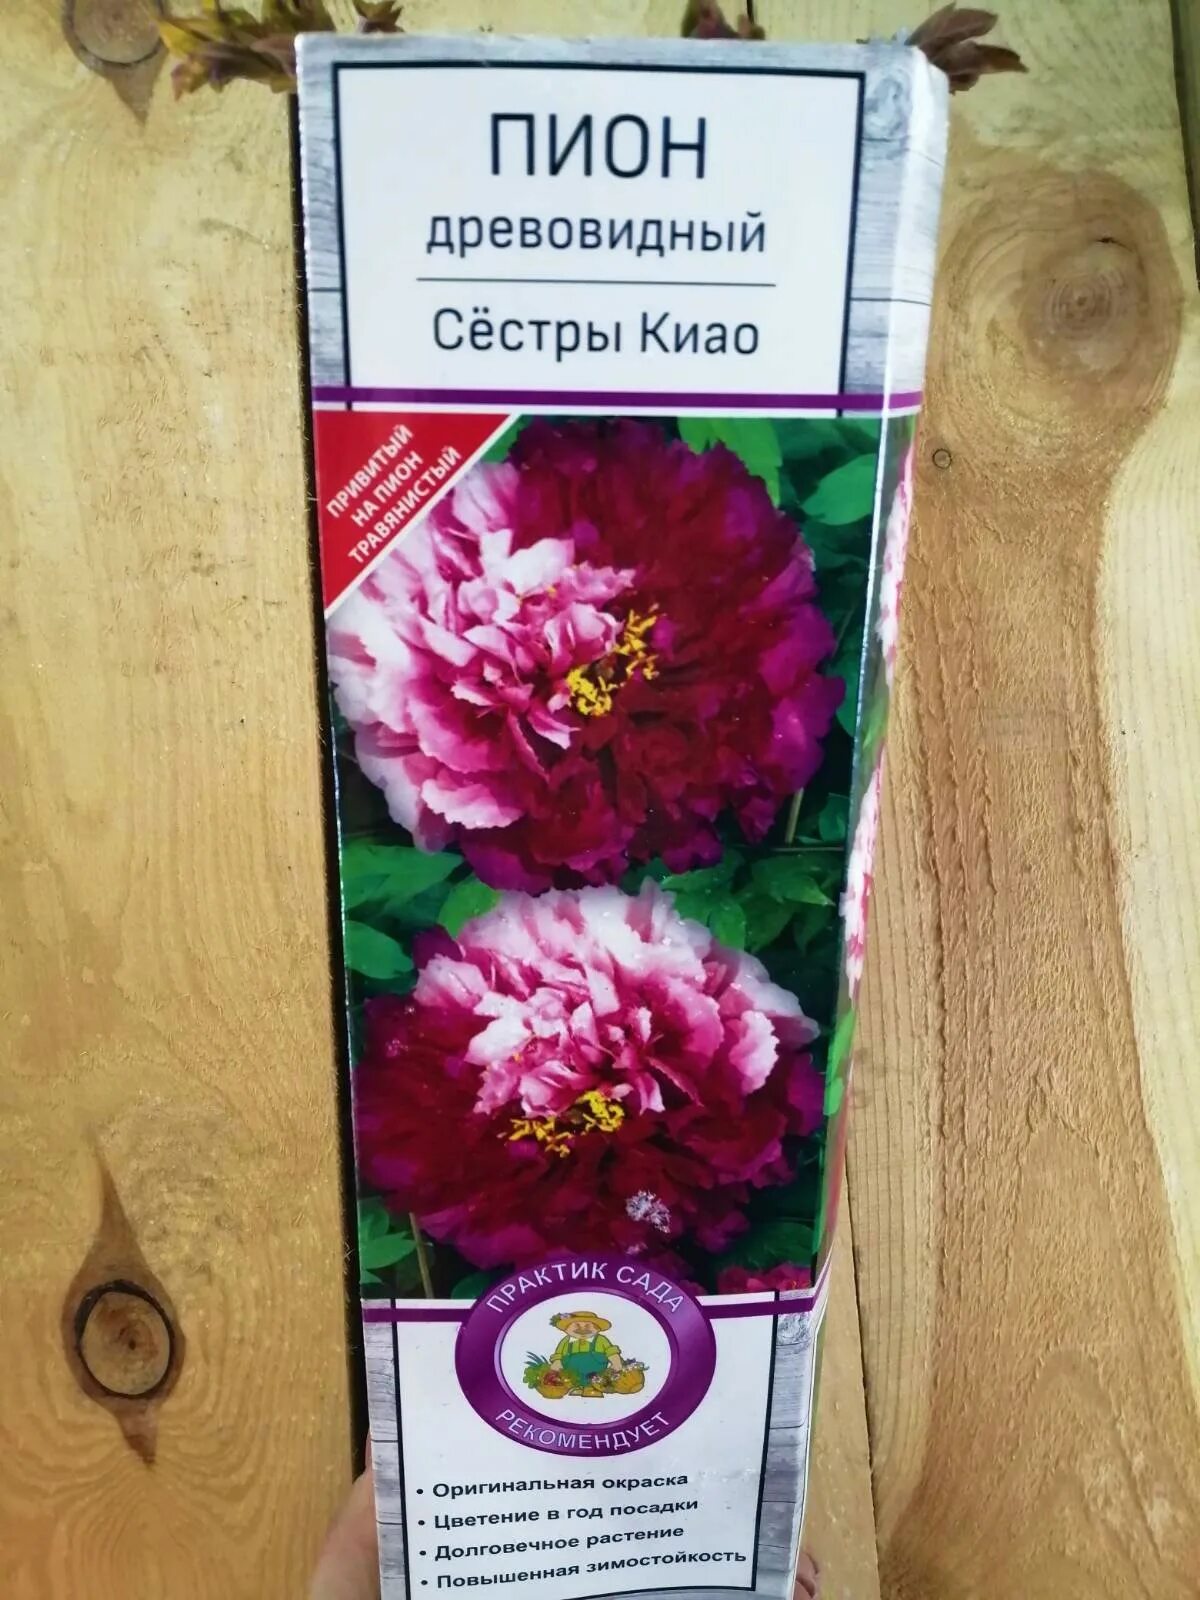 ПИОН
древовидный
Сёстры Киао
ПРИВИТЫЙ
НА ПИОН
ТРАВЯНИСТЫЙ
ПРАКТИК САДА
РЕКОМЕНДУЕТ
• Оригинальная окраска
• Цветение в год посадки
• Долговечное растение
• Повышенная зимостойкость